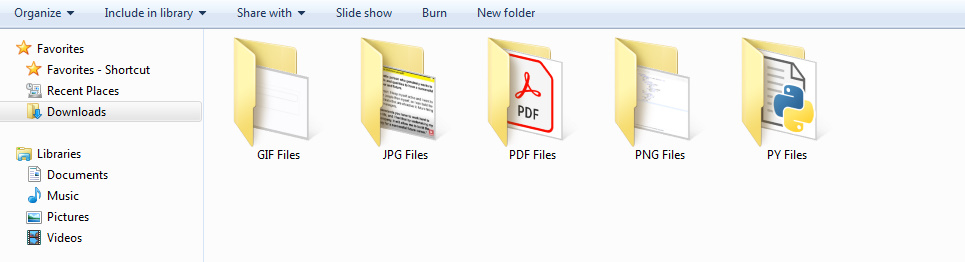 Organize Include in library Share with Slide show Burn New folder
Favorites
Favorites - Shortcut
Recent Places
Downloads
Libraries
Documents
Music
Pictures
Videos
PDF
GIF Files JPG Files PDF Files PNG Files PY Files